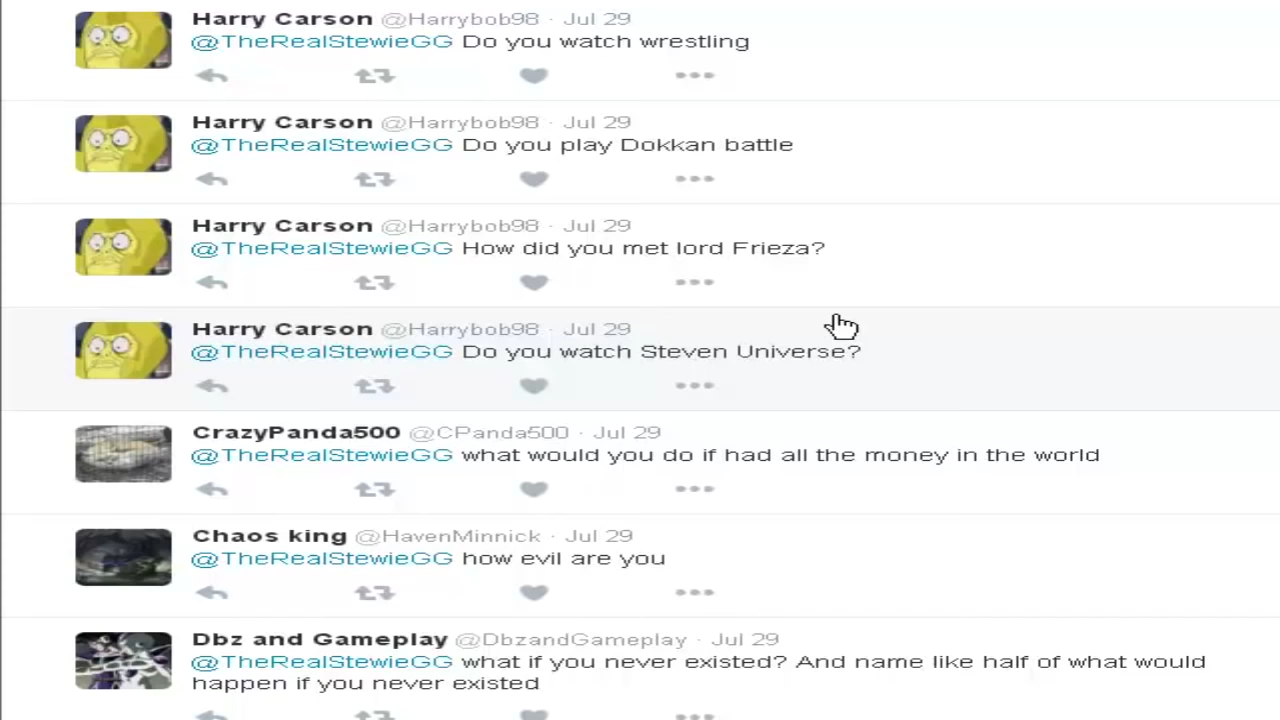 Harry Carson @Harrybob98 · Jul 29
@TheRealStewieGG Do you watch wrestling
Harry Carson @Harrybob98 · Jul 29
@TheRealStewieGG Do you play Dokkan battle
Harry Carson @Harrybob98 · Jul 29
@TheRealStewieGG How did you met lord Frieza?
Harry Carson @Harrybob98 · Jul 29
@TheRealStewieGG Do you watch Steven Universe?
CrazyPanda500 @CPanda500 · Jul 29
@TheRealStewieGG what would you do if had all the money in the world
Chaos king @HavenMinnick · Jul 29
@TheRealStewieGG how evil are you
Dbz and Gameplay @DbzandGameplay · Jul 29
@TheRealStewieGG what if you never existed? And name like half of what would
happen if you never existed